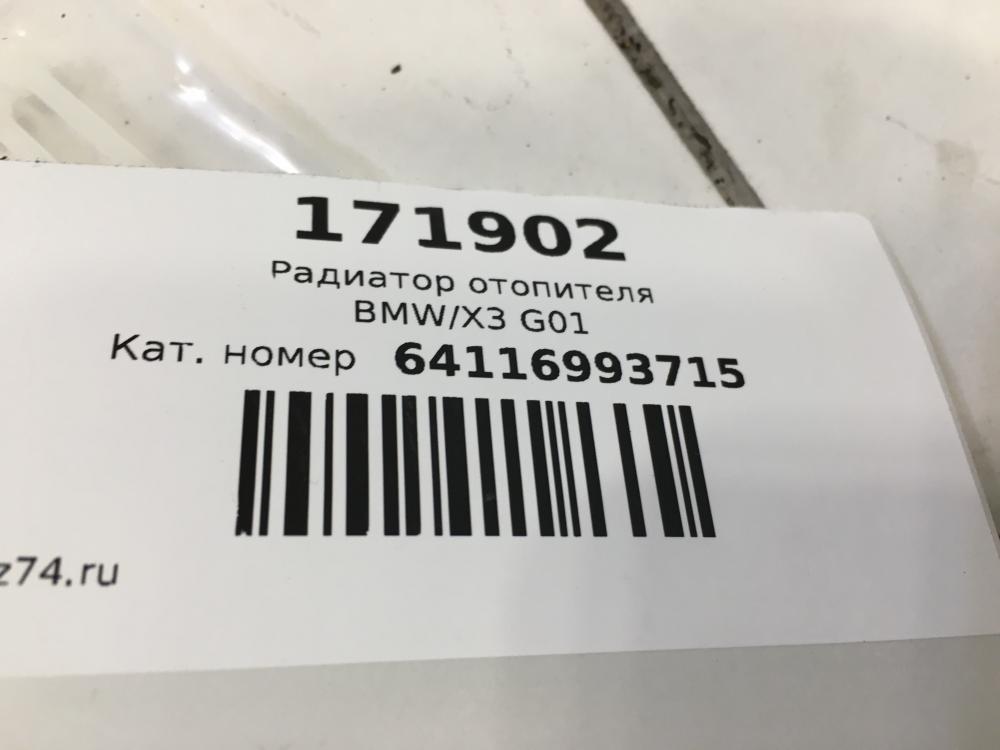 171902
Радиатор отопителя
BMW/X3 G01
Кат. номер 64116993715
z74.ru